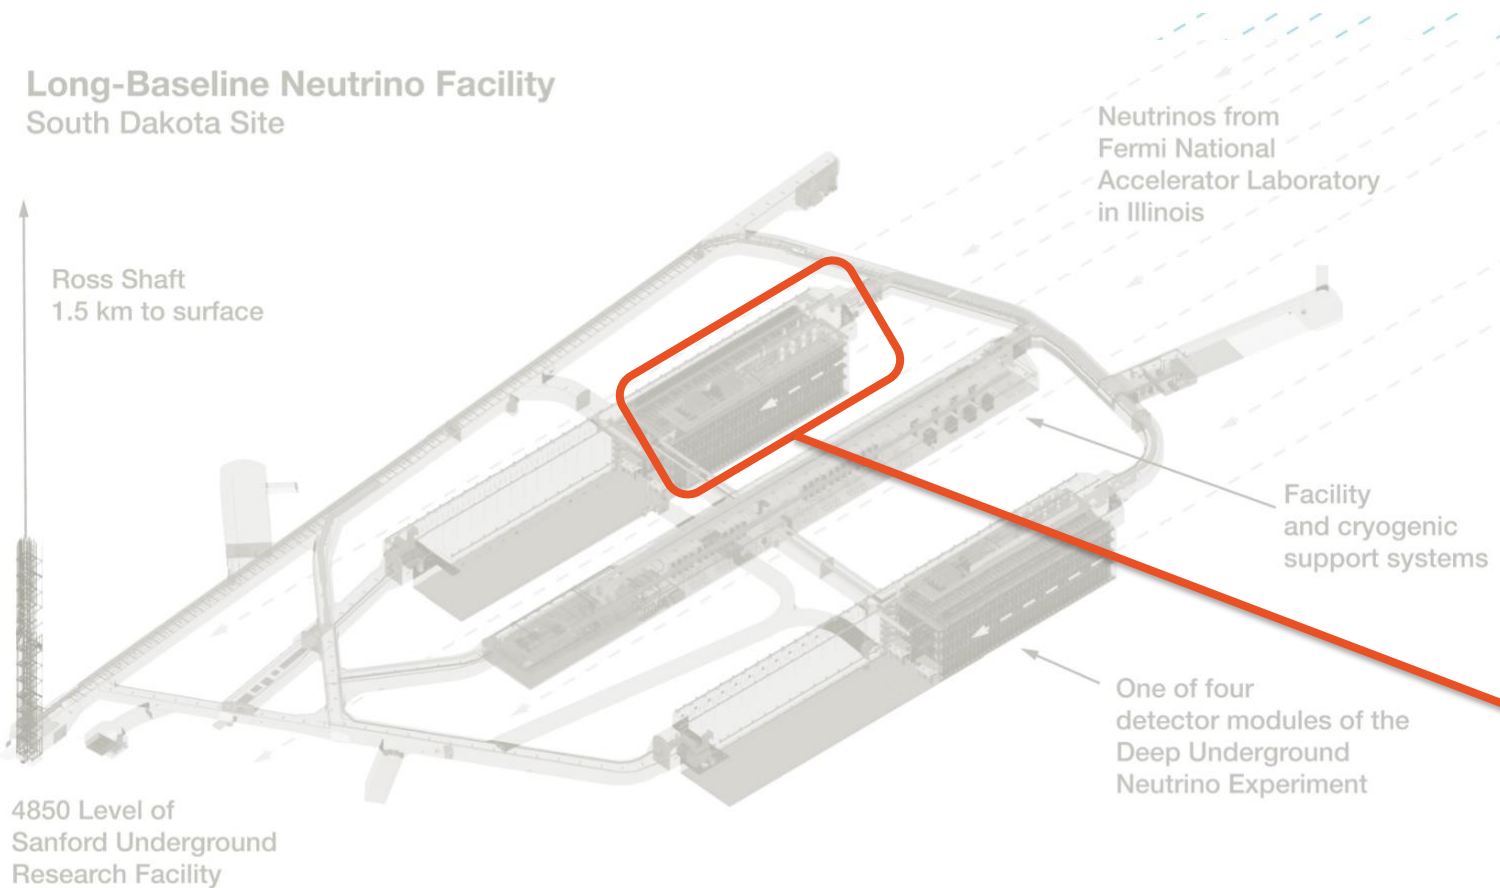 Long-Baseline Neutrino Facility
South Dakota Site
Neutrinos from
Fermi National
Accelerator Laboratory
in Illinois
Ross Shaft
1.5 km to surface
Facility
and cryogenic
support systems
One of four
detector modules of the
Deep Underground
Neutrino Experiment
4850 Level of
Sanford Underground
Research Facility